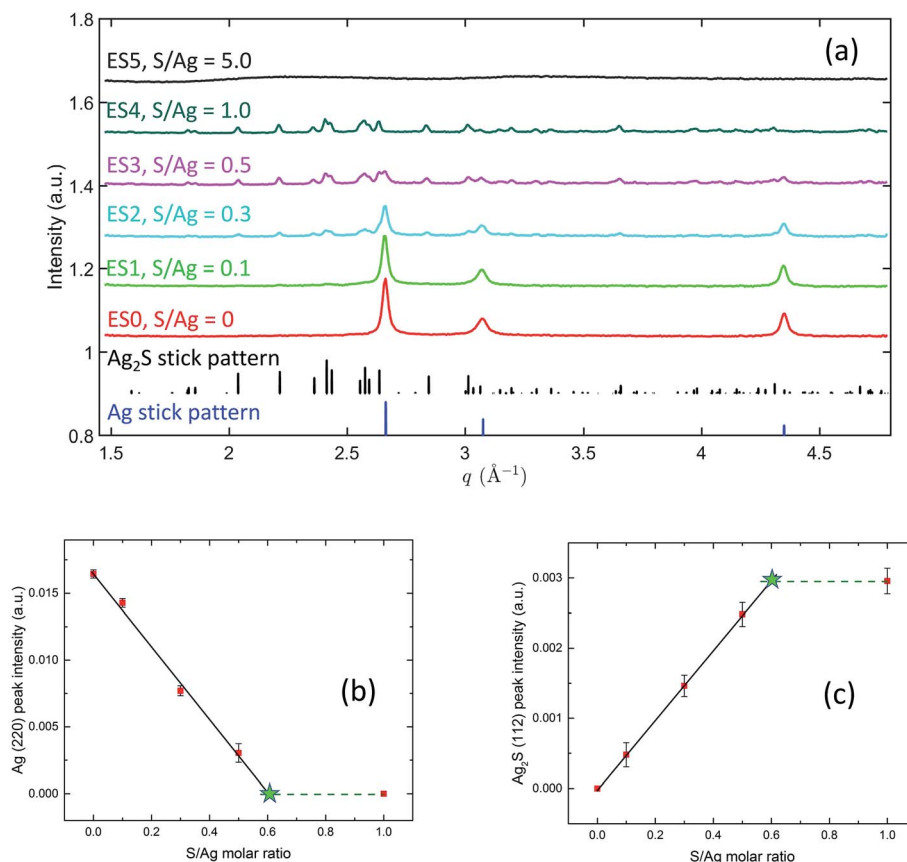 (a)
1.8
1.6
1.4
1.2
1
0.8
Intensity (a.u.)
ES5, S/Ag = 5.0
ES4, S/Ag = 1.0
ES3, S/Ag = 0.5
ES2, S/Ag = 0.3
ES1, S/Ag = 0.1
ES0, S/Ag = 0
Ag₂S stick pattern
Ag stick pattern
1.5 2 2.5 3 3.5 4 4.5
q (Å⁻¹)
(b)
0.015
0.010
0.005
0.000
Ag (220) peak intensity (a.u.)
0.0 0.2 0.4 0.6 0.8 1.0
S/Ag molar ratio
(c)
0.003
0.002
0.001
0.000
Ag₂S (112) peak intensity (a.u.)
0.0 0.2 0.4 0.6 0.8 1.0
S/Ag molar ratio